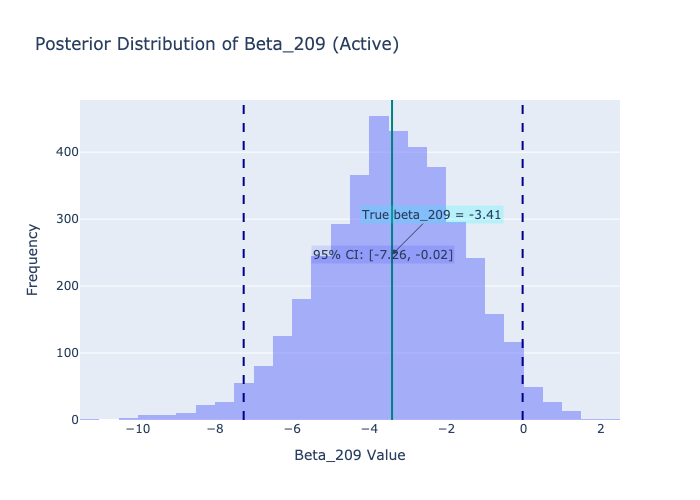 Posterior Distribution of Beta_209 (Active)
Frequency
400
300
200
100
0
True beta_209 = -3.41
95% CI: [-7.26, -0.02]
−10
−8
−6
−4
−2
0
2
Beta_209 Value